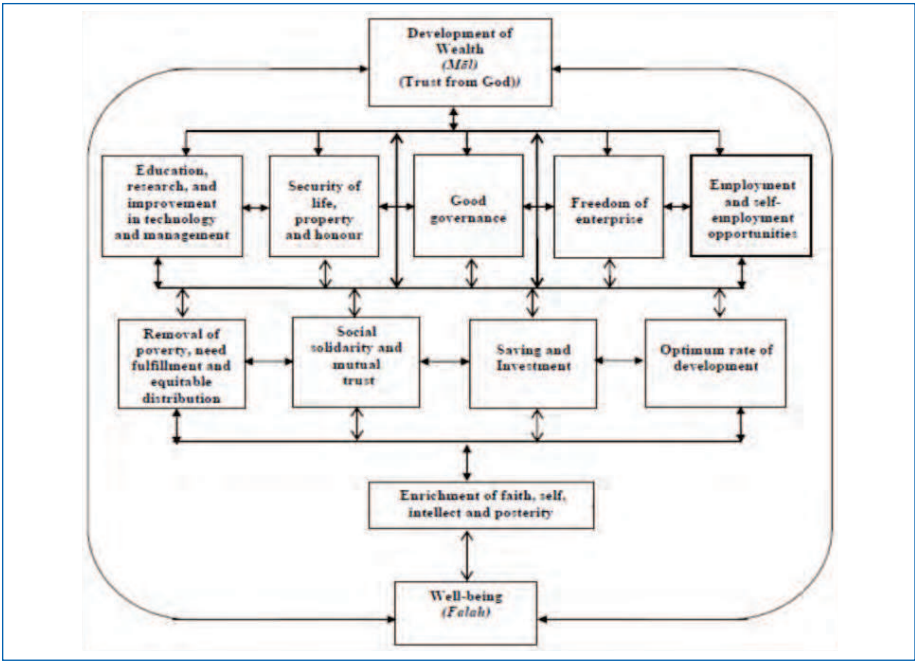 Development of
Wealth
(Māl)
(Trust from God))
Education,
research, and
improvement
in technology
and management
Security of
life,
property
and honour
Good
governance
Freedom of
enterprise
Employment
and self-
employment
opportunities
Removal of
poverty, need
fulfillment and
equitable
distribution
Social
solidarity and
mutual
trust
Saving and
Investment
Optimum rate of
development
Enrichment of faith, self,
intellect and posterity
Well-being
(Falah)